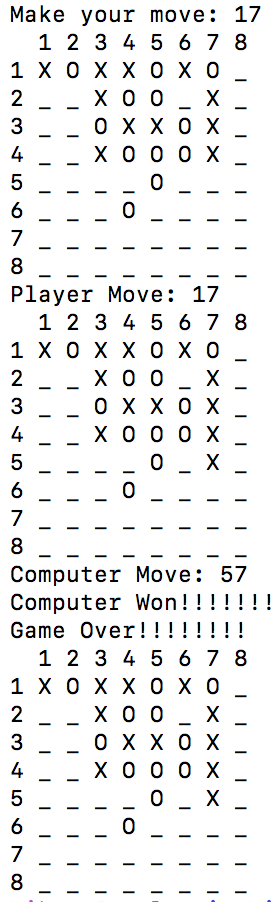 Make your move: 17
  1 2 3 4 5 6 7 8
1 X O X X O X O _
2 _ _ X O O _ X _
3 _ _ O X X O X _
4 _ _ X O O O X _
5 _ _ _ _ O _ _ _
6 _ _ _ O _ _ _ _
7 _ _ _ _ _ _ _ _
8 _ _ _ _ _ _ _ _
Player Move: 17
  1 2 3 4 5 6 7 8
1 X O X X O X O _
2 _ _ X O O _ X _
3 _ _ O X X O X _
4 _ _ X O O O X _
5 _ _ _ _ O _ X _
6 _ _ _ O _ _ _ _
7 _ _ _ _ _ _ _ _
8 _ _ _ _ _ _ _ _
Computer Move: 57
Computer Won!!!!!!!
Game Over!!!!!!!!
  1 2 3 4 5 6 7 8
1 X O X X O X O _
2 _ _ X O O _ X _
3 _ _ O X X O X _
4 _ _ X O O O X _
5 _ _ _ _ O _ X _
6 _ _ _ O _ _ _ _
7 _ _ _ _ _ _ _ _
8 _ _ _ _ _ _ _ _